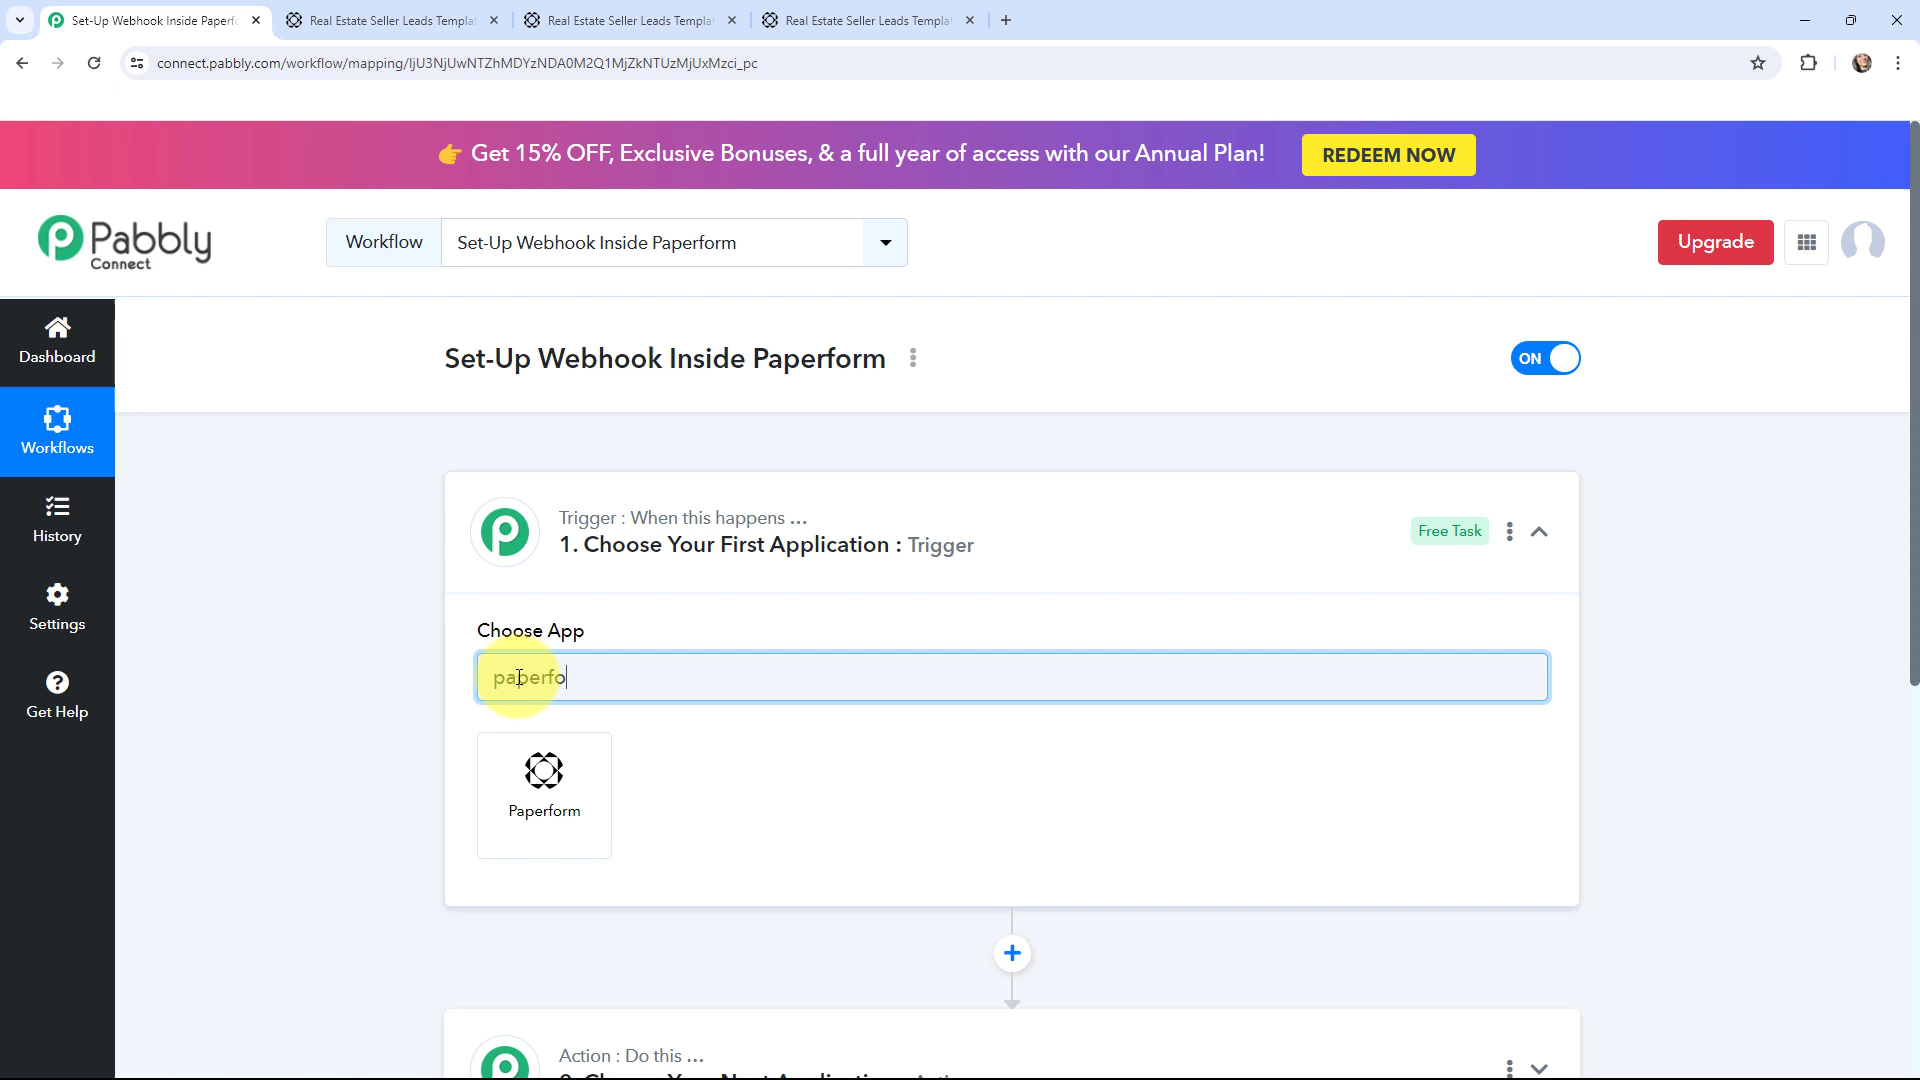 Set-Up Webhook Inside Paperfo
Real Estate Seller Leads Templat
Real Estate Seller Leads Templat
Real Estate Seller Leads Templat
connect.pabbly.com/workflow/mapping/IjU3NjUwNTZhMDYzNDA0M2Q1MjZkNTUzMjUxMzci_pc
👉 Get 15% OFF, Exclusive Bonuses, & a full year of access with our Annual Plan!
REDEEM NOW
Pabbly
Connect
Workflow
Set-Up Webhook Inside Paperform
Upgrade
Dashboard
Workflows
History
Settings
Get Help
Set-Up Webhook Inside Paperform
ON
Trigger : When this happens ...
1. Choose Your First Application : Trigger
Free Task
Choose App
paperfo
Paperform
Action : Do this ...